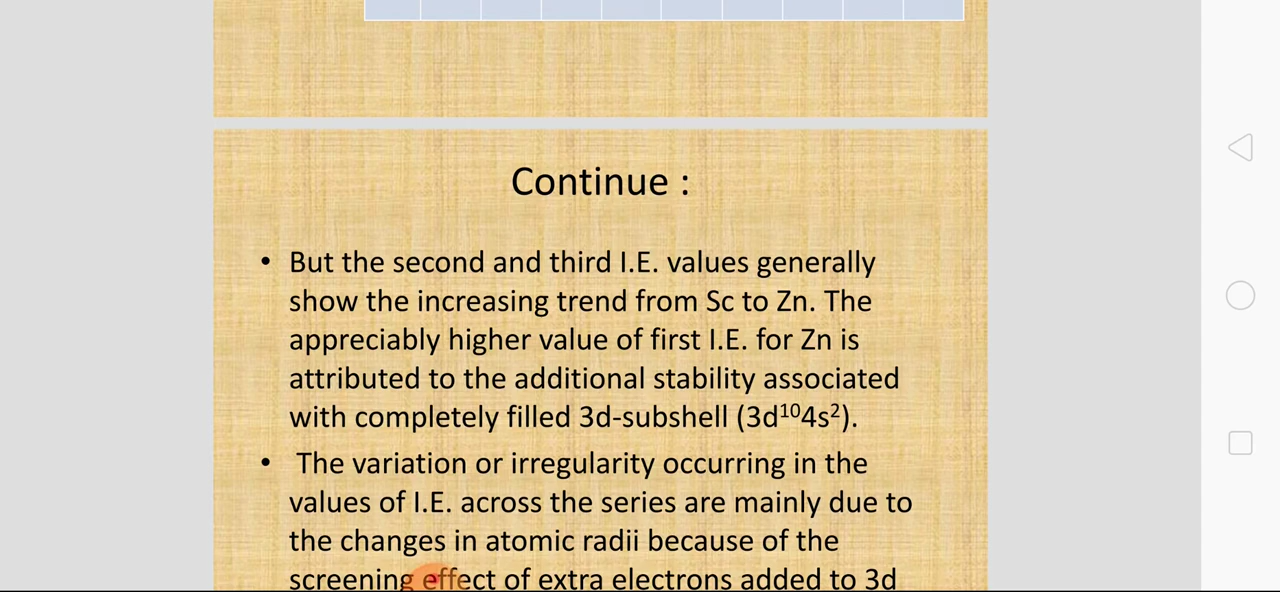 Continue :
• But the second and third I.E. values generally
show the increasing trend from Sc to Zn. The
appreciably higher value of first I.E. for Zn is
attributed to the additional stability associated
with completely filled 3d-subshell (3d¹⁰4s²).
• The variation or irregularity occurring in the
values of I.E. across the series are mainly due to
the changes in atomic radii because of the
screening effect of extra electrons added to 3d